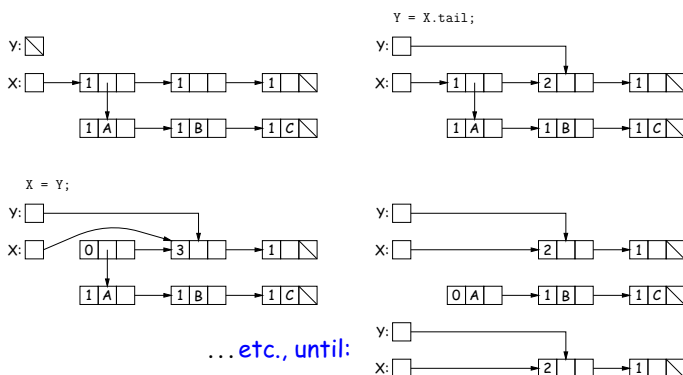 Y:
X: 1 1 1
1 A 1 B 1 C
Y = X.tail;
Y:
X: 1 2 1
1 A 1 B 1 C
X = Y;
Y:
X: 0 3 1
1 A 1 B 1 C
Y:
X: 2 1
0 A 1 B 1 C
...etc., until:
Y:
X: 2 1